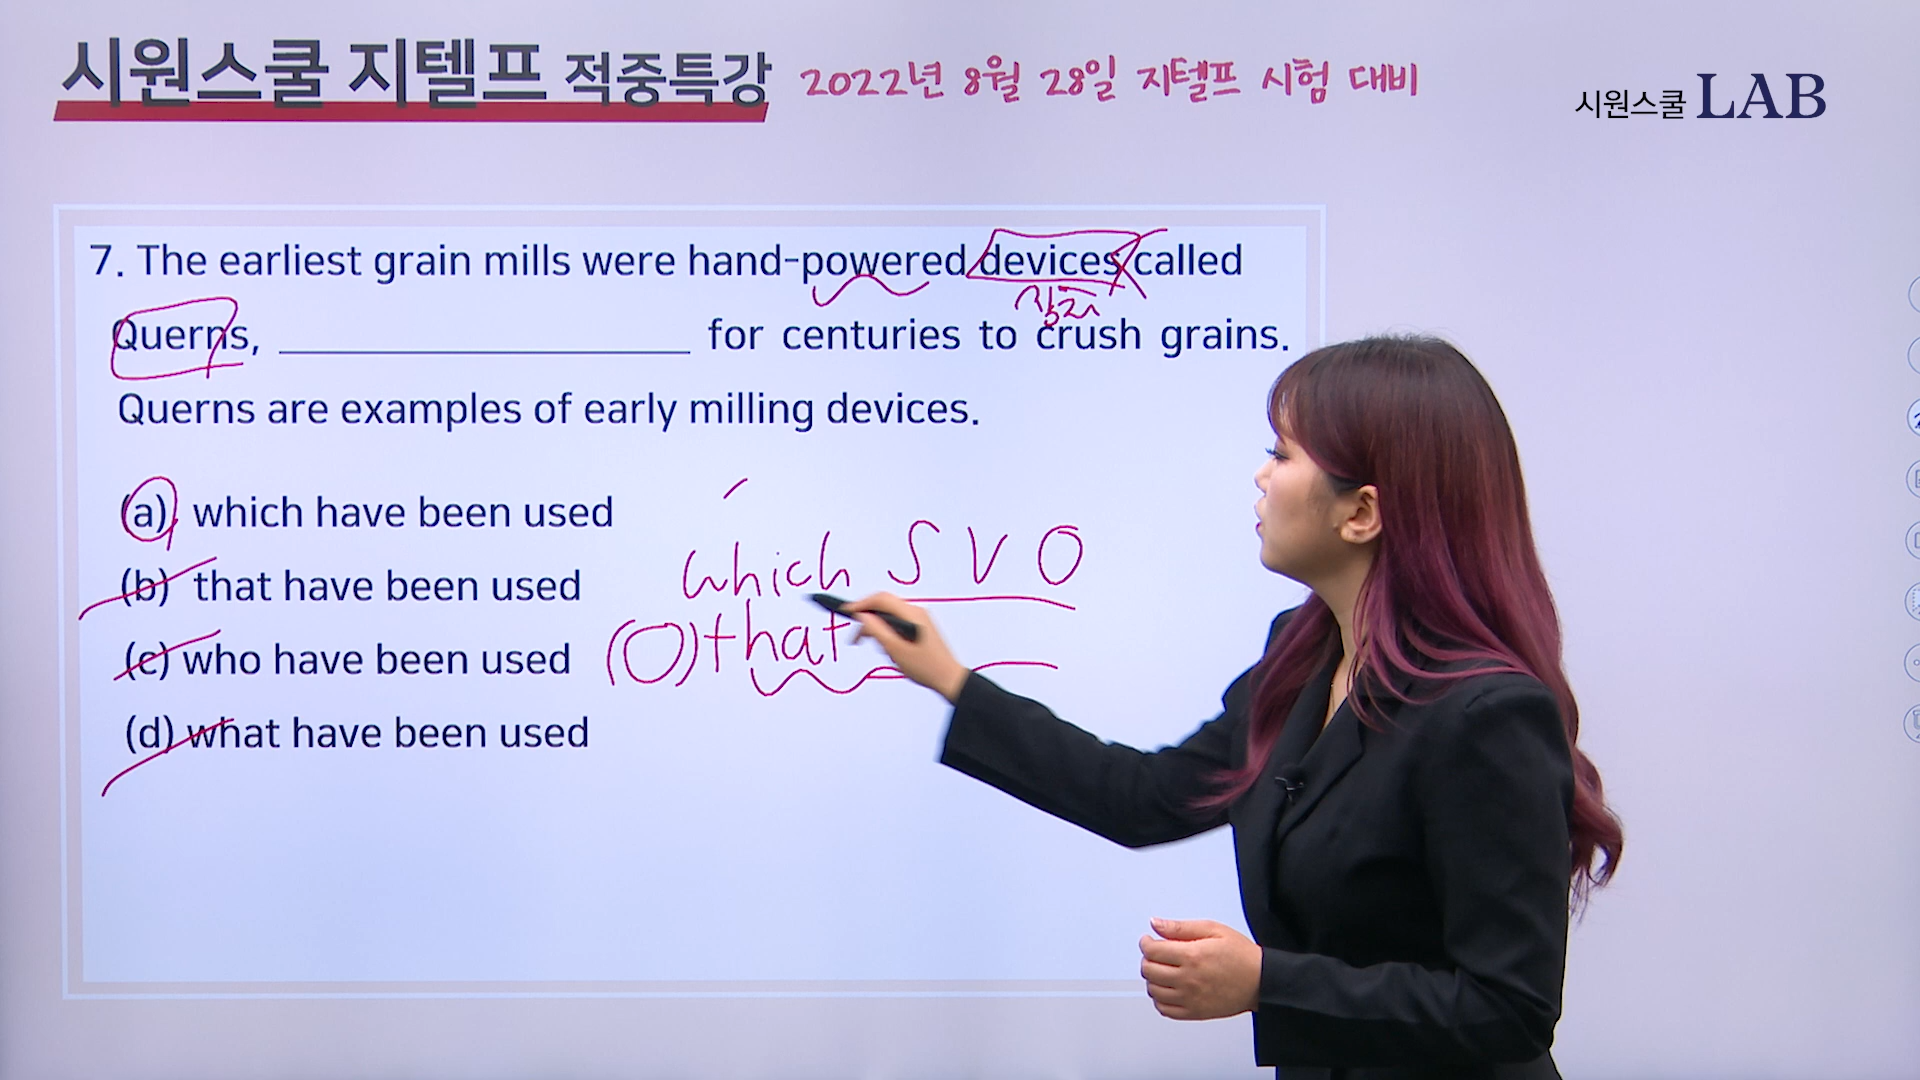 시원스쿨 지텔프 적중특강 2022년 8월 28일 지텔프 시험 대비
시원스쿨 LAB
7. The earliest grain mills were hand-powered devices called
장치
Querns, ____________ for centuries to crush grains.
Querns are examples of early milling devices.
(a) which have been used
(b) that have been used
(c) who have been used
(d) what have been used
which S V O
(O) that